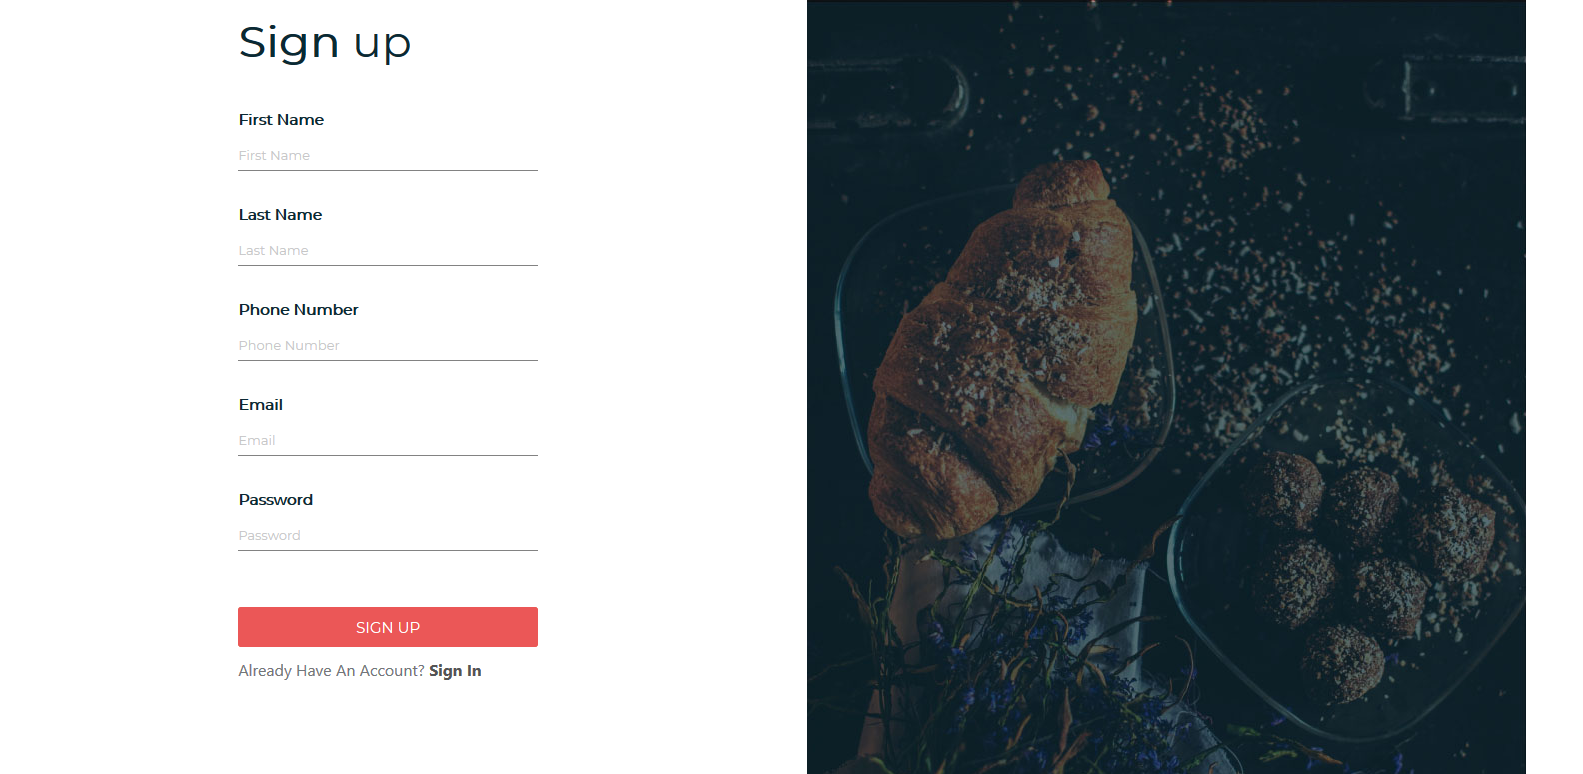 Sign up
First Name
First Name
Last Name
Last Name
Phone Number
Phone Number
Email
Email
Password
Password
SIGN UP
Already Have An Account? Sign In